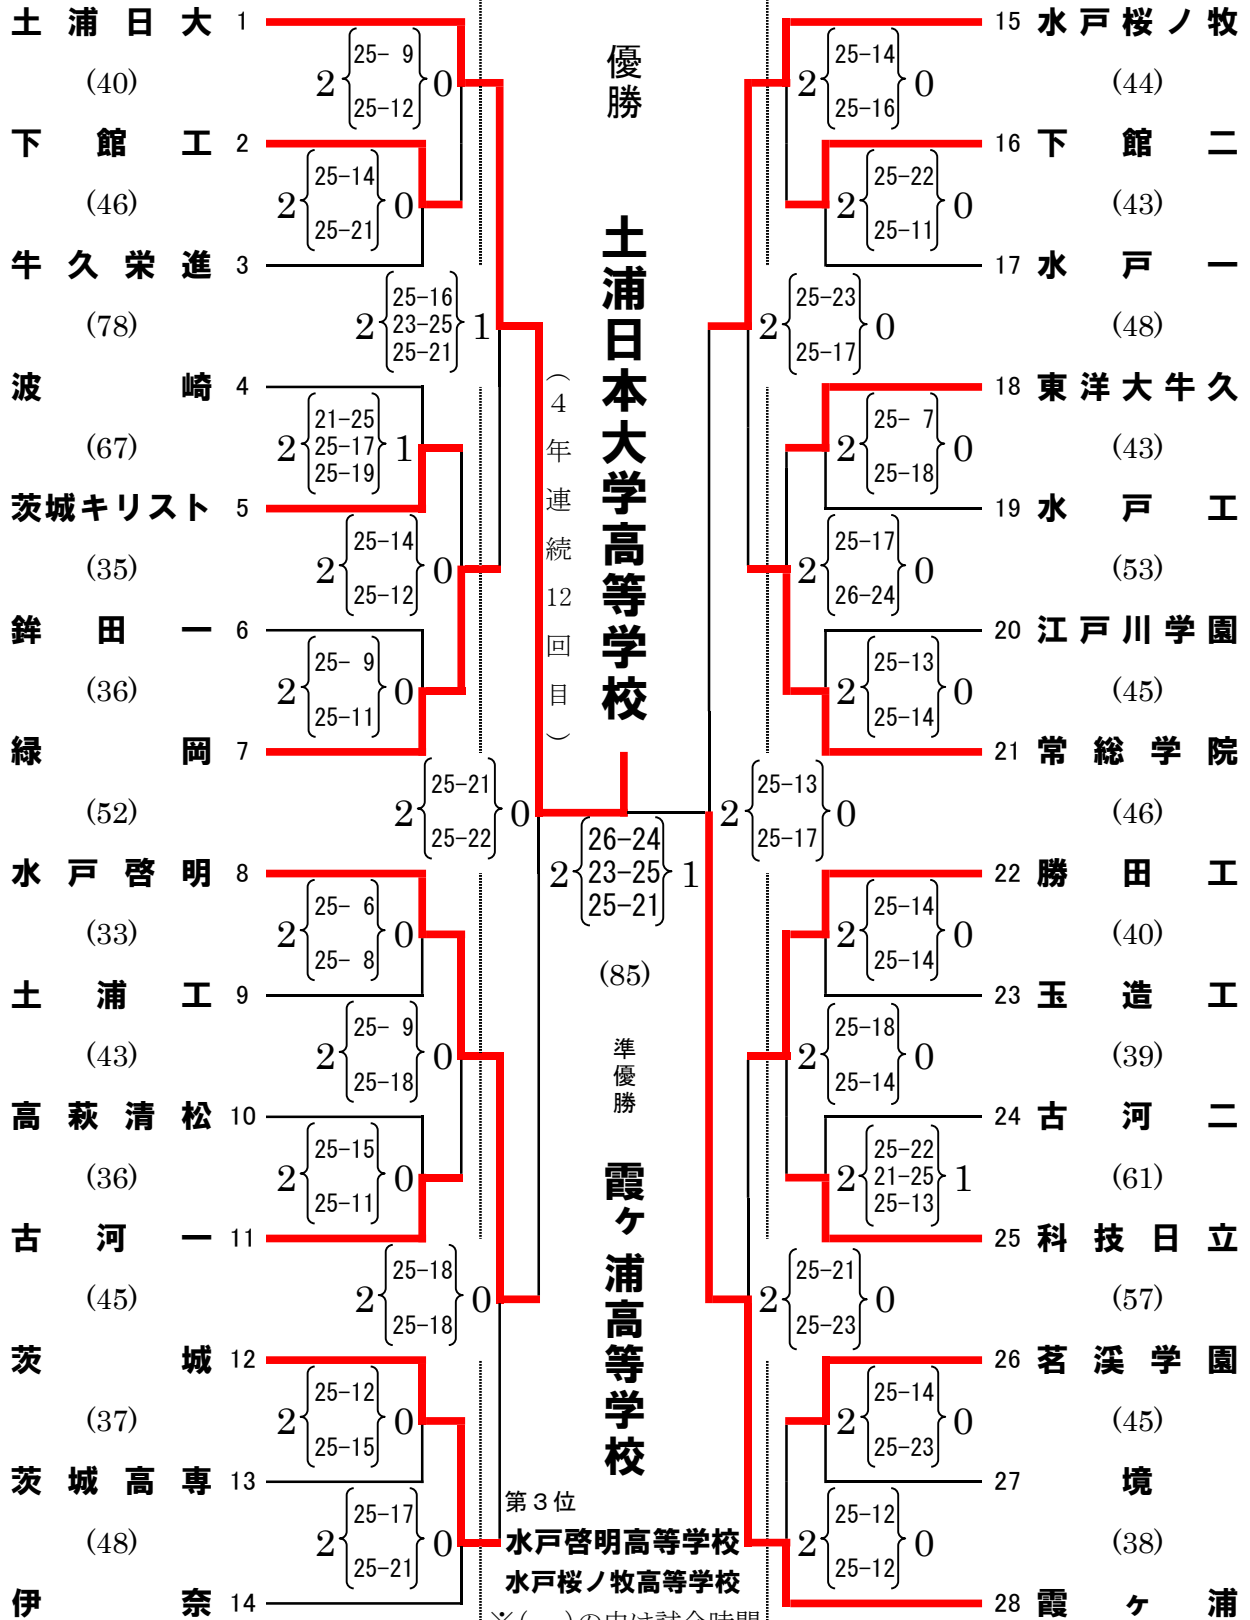 土浦日大 1
(40)
下館工 2
(46)
牛久栄進 3
(78)
波崎 4
(67)
茨城キリスト 5
(35)
鉾田一 6
(36)
緑岡 7
(52)
水戸啓明 8
(33)
土浦工 9
(43)
高萩清松 10
(36)
古河一 11
(45)
茨城 12
(37)
茨城高専 13
(48)
伊奈 14
2 25- 9 0
25-12
2 25-14 0
25-21
2 25-16 1
23-25
25-21
2 21-25 1
25-17
25-19
2 25-14 0
25-12
2 25- 9 0
25-11
2 25-21 0
25-22
2 25- 6 0
25- 8
2 25- 9 0
25-18
2 25-15 0
25-11
2 25-18 0
25-18
2 25-12 0
25-15
2 25-17 0
25-21
優勝
土浦日本大学高等学校
(4年連続12回目)
2 26-24 1
23-25
25-21
(85)
準優勝
霞ヶ浦高等学校
第3位
水戸啓明高等学校
水戸桜ノ牧高等学校
※( )の中は試合時間
2 25-14 0
25-16
2 25-22 0
25-11
2 25-23 0
25-17
2 25- 7 0
25-18
2 25-17 0
26-24
2 25-13 0
25-14
2 25-13 0
25-17
2 25-14 0
25-14
2 25-18 0
25-14
2 25-22 1
21-25
25-13
2 25-21 0
25-23
2 25-14 0
25-23
2 25-12 0
25-12
15 水戸桜ノ牧
(44)
16 下館二
(43)
17 水戸一
(48)
18 東洋大牛久
(43)
19 水戸工
(53)
20 江戸川学園
(45)
21 常総学院
(46)
22 勝田工
(40)
23 玉造工
(39)
24 古河二
(61)
25 科技日立
(57)
26 茗溪学園
(45)
27 境
(38)
28 霞ヶ浦